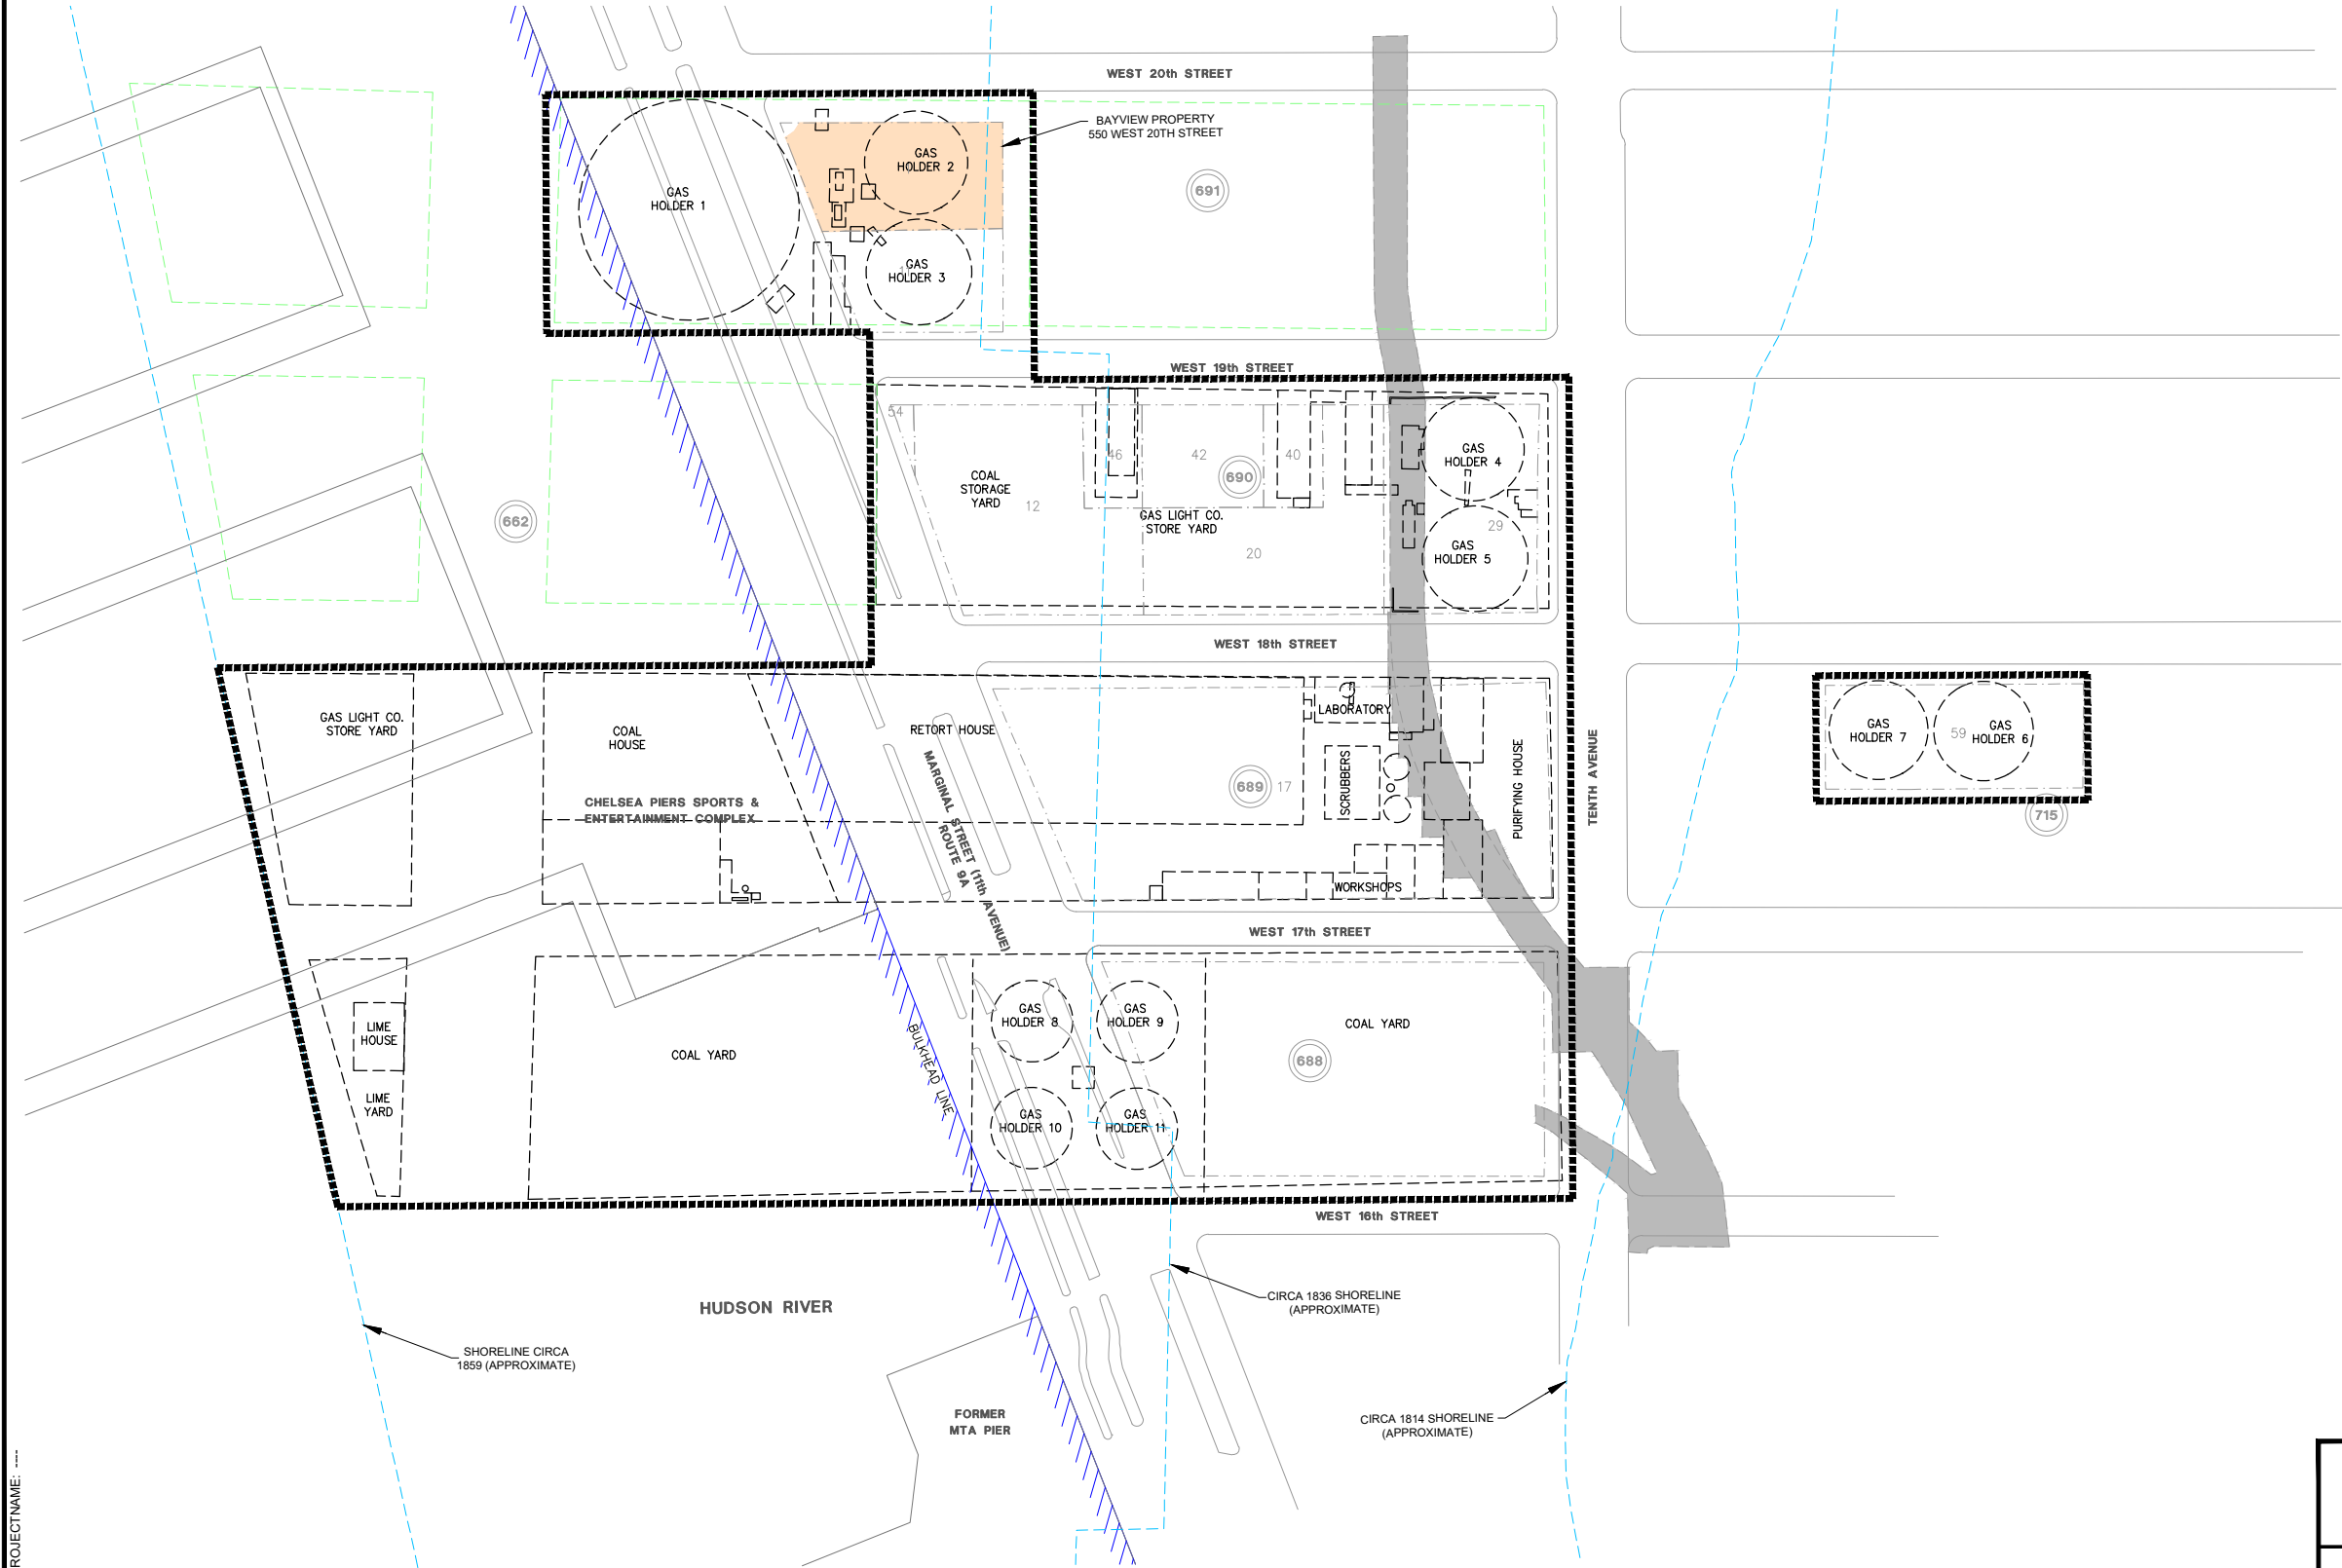 WEST 20th STREET
BAYVIEW PROPERTY
550 WEST 20TH STREET
GAS
HOLDER 1
GAS
HOLDER 2
GAS
HOLDER 3
11
691
WEST 19th STREET
54
COAL
STORAGE
YARD
12
46
42
40
690
GAS LIGHT CO.
STORE YARD
20
GAS
HOLDER 4
29
GAS
HOLDER 5
662
WEST 18th STREET
GAS LIGHT CO.
STORE YARD
COAL
HOUSE
RETORT HOUSE
LABORATORY
SCRUBBERS
PURIFYING HOUSE
TENTH AVENUE
GAS
HOLDER 7
59
GAS
HOLDER 6
715
CHELSEA PIERS SPORTS &
ENTERTAINMENT COMPLEX
MARGINAL STREET (11th AVENUE)
ROUTE 9A
689
17
WORKSHOPS
WEST 17th STREET
LIME
HOUSE
LIME
YARD
COAL YARD
BULKHEAD LINE
GAS
HOLDER 8
GAS
HOLDER 9
GAS
HOLDER 10
GAS
HOLDER 11
COAL YARD
688
WEST 16th STREET
HUDSON RIVER
CIRCA 1836 SHORELINE
(APPROXIMATE)
SHORELINE CIRCA
1859 (APPROXIMATE)
FORMER
MTA PIER
CIRCA 1814 SHORELINE
(APPROXIMATE)
ROJECTNAME: ----